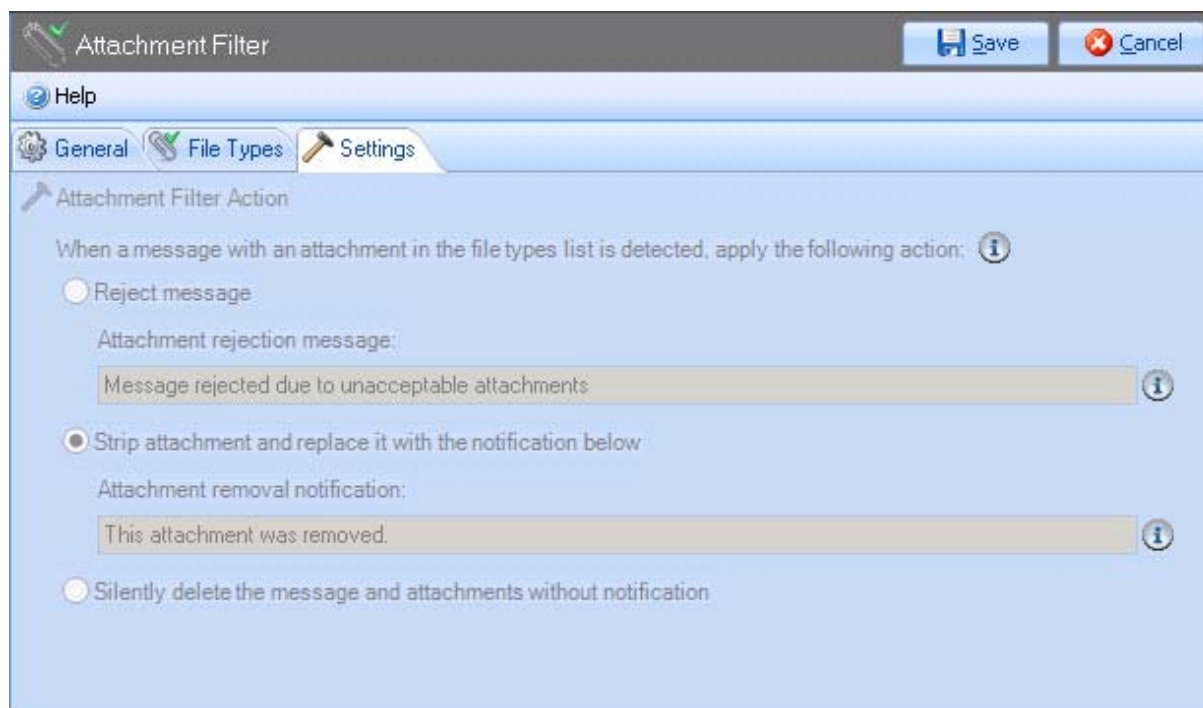 Attachment Filter
Save
Cancel
Help
General
File Types
Settings
Attachment Filter Action
When a message with an attachment in the file types list is detected, apply the following action:
Reject message
Attachment rejection message:
Message rejected due to unacceptable attachments
Strip attachment and replace it with the notification below
Attachment removal notification:
This attachment was removed.
Silently delete the message and attachments without notification